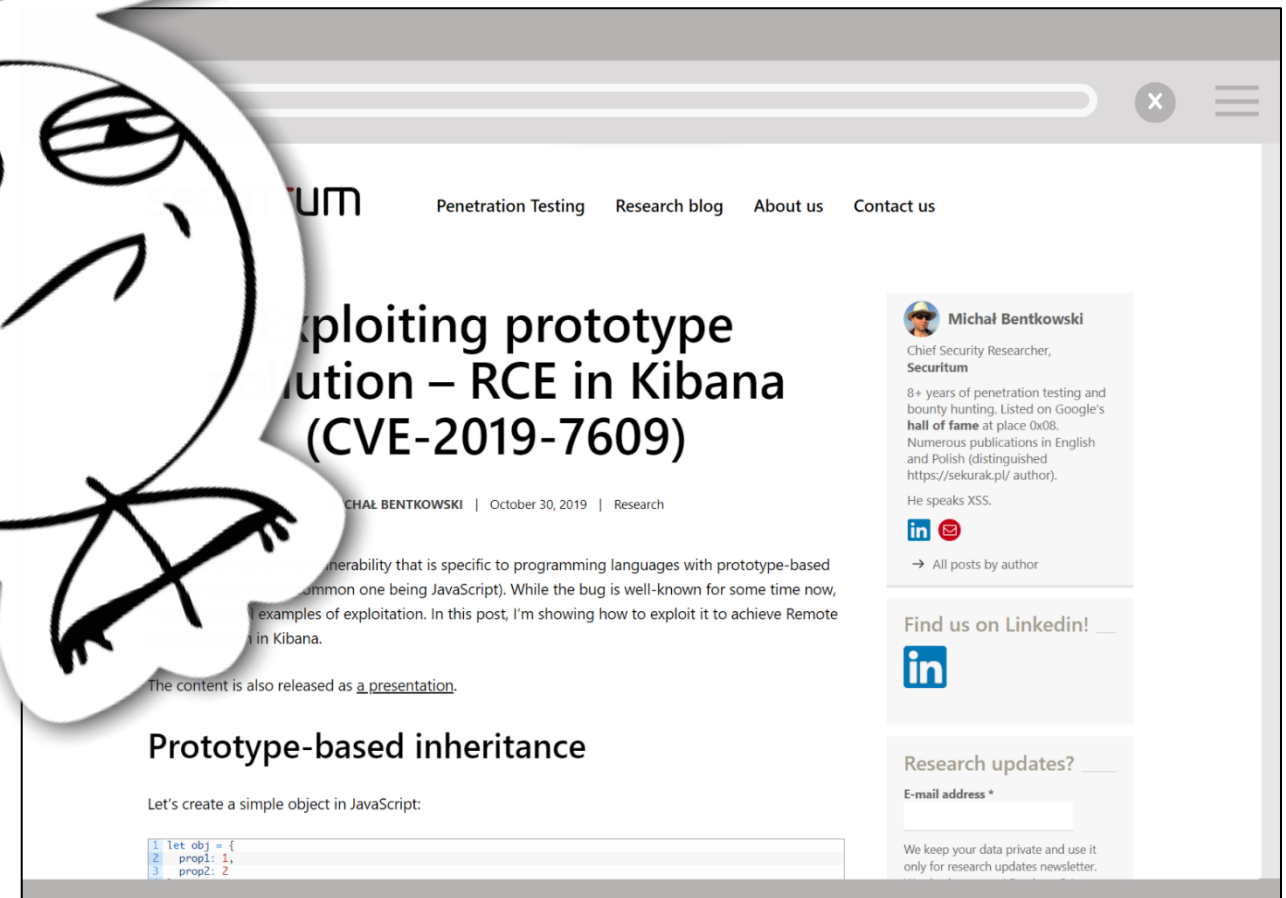 um
Penetration Testing Research blog About us Contact us
xploiting prototype
ution – RCE in Kibana
(CVE-2019-7609)
CHAŁ BENTKOWSKI | October 30, 2019 | Research
nerability that is specific to programming languages with prototype-based
mmon one being JavaScript). While the bug is well-known for some time now,
examples of exploitation. In this post, I'm showing how to exploit it to achieve Remote
in Kibana.
The content is also released as a presentation.
Prototype-based inheritance
Let's create a simple object in JavaScript:
1 let obj = {
2 prop1: 1,
3 prop2: 2
Michał Bentkowski
Chief Security Researcher,
Securitum
8+ years of penetration testing and
bounty hunting. Listed on Google's
hall of fame at place 0x08.
Numerous publications in English
and Polish (distinguished
https://sekurak.pl/ author).
He speaks XSS.
in
→ All posts by author
Find us on Linkedin!
in
Research updates?
E-mail address *
We keep your data private and use it
only for research updates newsletter.